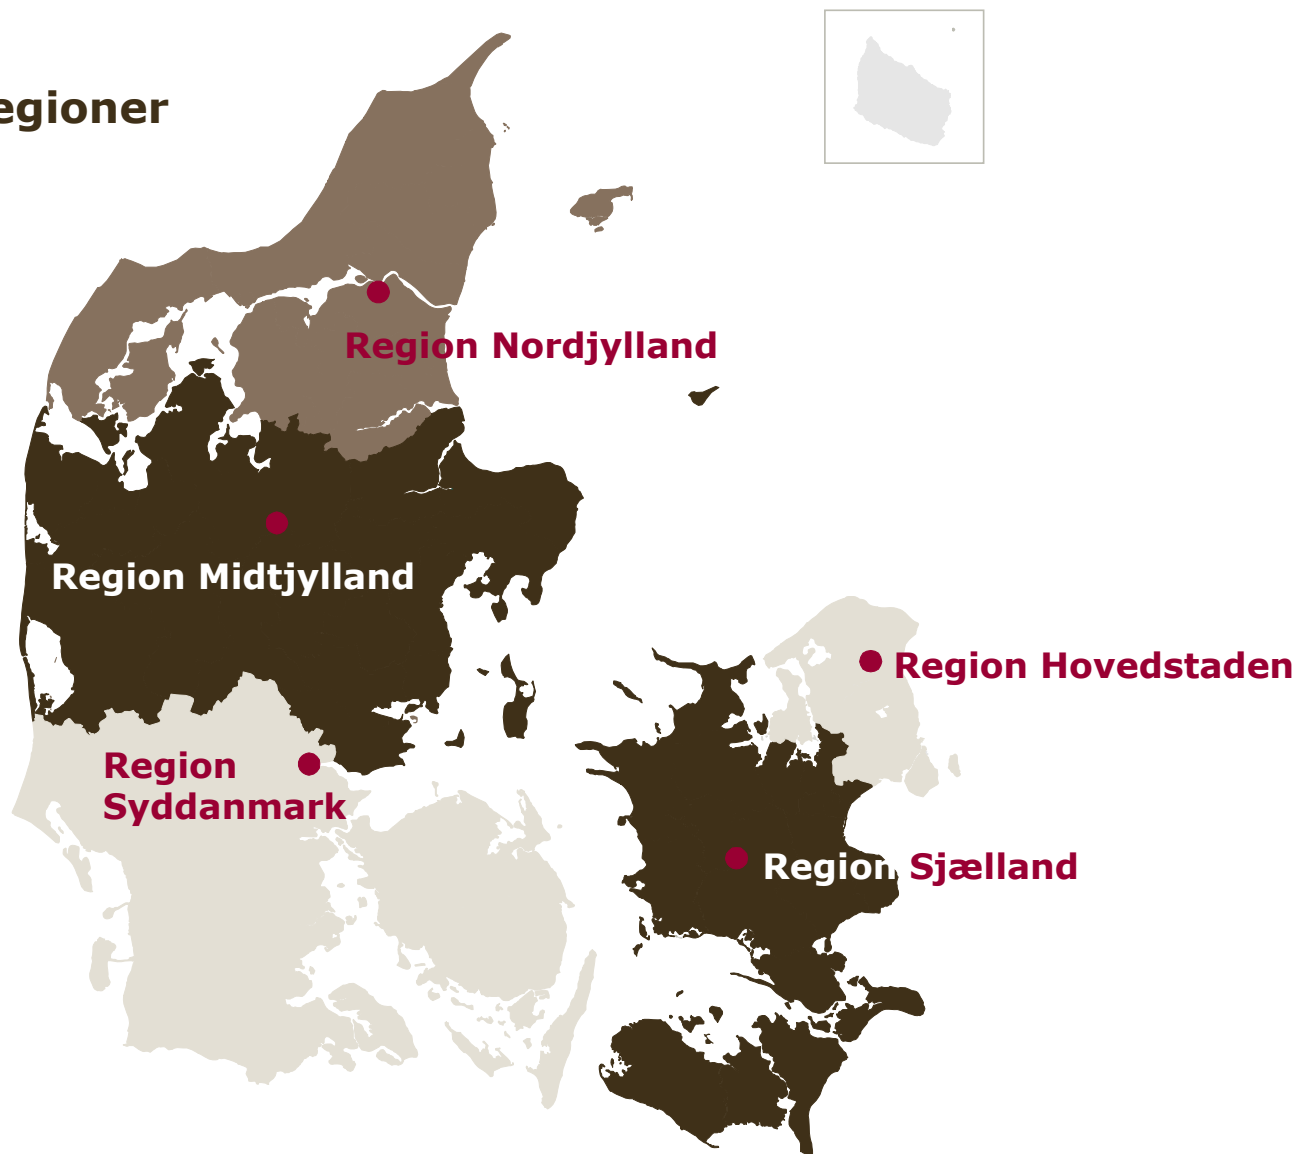 egioner
Region Nordjylland
Region Midtjylland
Region Hovedstaden
Region
Syddanmark
Region Sjælland